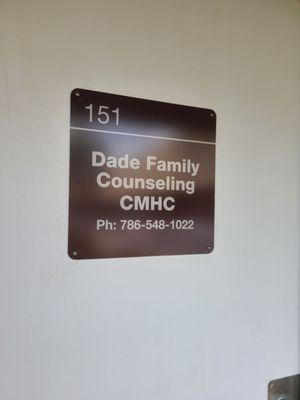 151
Dade Family
Counseling
CMHC
Ph: 786-548-1022